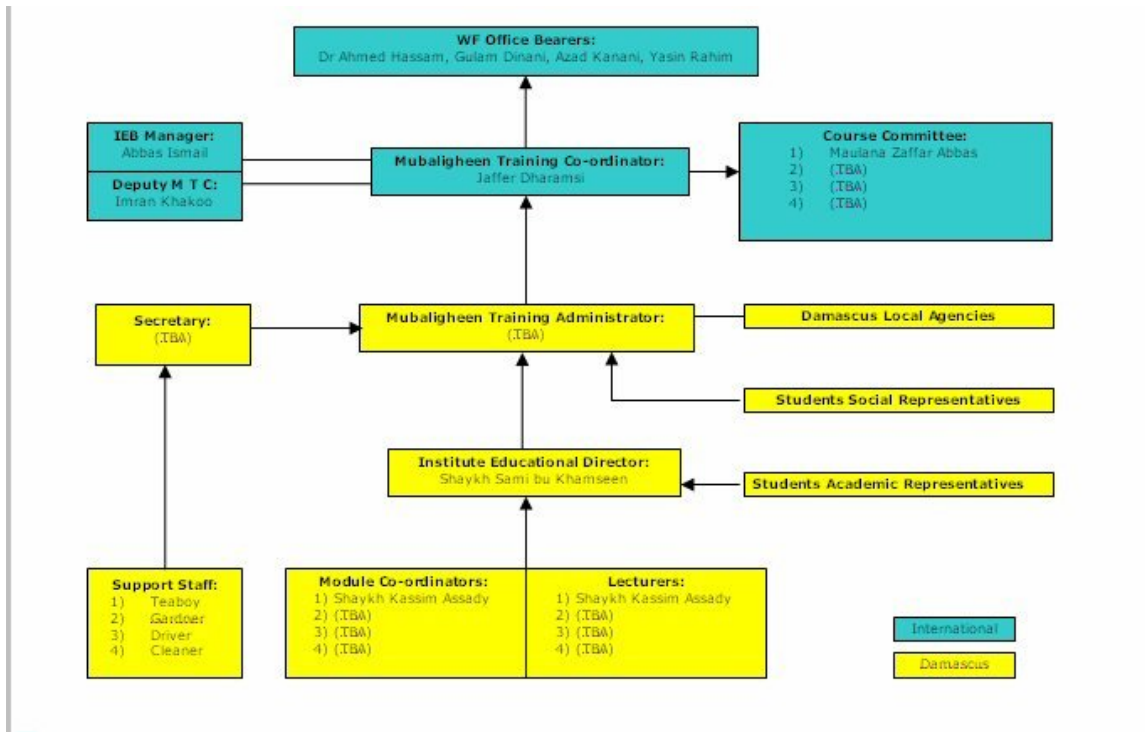 WF Office Bearers:
Dr Ahmed Hassam, Gulam Dinani, Azad Kanani, Yasin Rahim
IEB Manager:
Abbas Ismail
Deputy M T C:
Imran Khakoo
Mubaligheen Training Co-ordinator:
Jaffer Dharamsi
Course Committee:
1) Maulana Zaffar Abbas
2) (TBA)
3) (TBA)
4) (TBA)
Secretary:
(TBA)
Mubaligheen Training Administrator:
(TBA)
Damascus Local Agencies
Students Social Representatives
Institute Educational Director:
Shaykh Sami bu Khamseen
Students Academic Representatives
Support Staff:
1) Teaboy
2) Gardner
3) Driver
4) Cleaner
Module Co-ordinators:
1) Shaykh Kassim Assady
2) (TBA)
3) (TBA)
4) (TBA)
Lecturers:
1) Shaykh Kassim Assady
2) (TBA)
3) (TBA)
4) (TBA)
International
Damascus